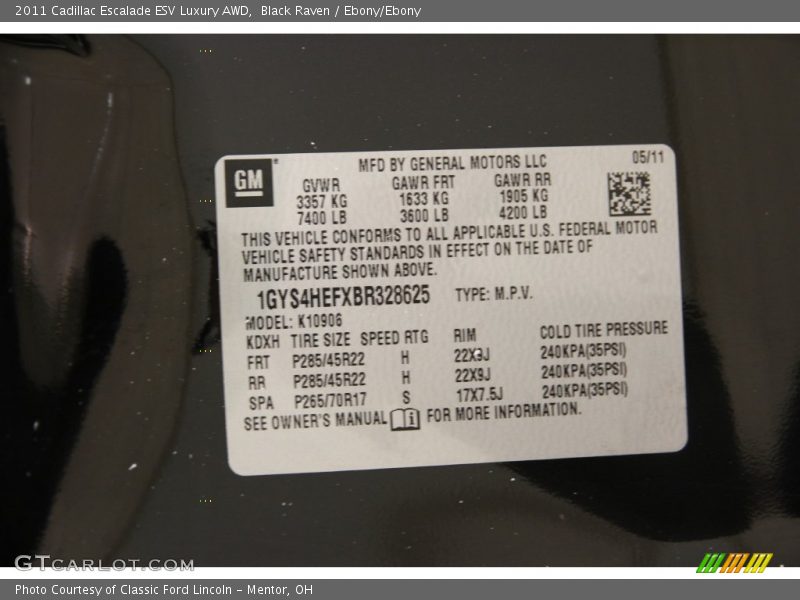 2011 Cadillac Escalade ESV Luxury AWD,  Black Raven / Ebony/Ebony
GM
MFD BY GENERAL MOTORS LLC 05/11
GVWR GAWR FRT GAWR RR
3357 KG 1633 KG 1905 KG
7400 LB 3600 LB 4200 LB
THIS VEHICLE CONFORMS TO ALL APPLICABLE U.S. FEDERAL MOTOR
VEHICLE SAFETY STANDARDS IN EFFECT ON THE DATE OF
MANUFACTURE SHOWN ABOVE.
1GYS4HEFXBR328625 TYPE: M.P.V.
MODEL: K10906
KDXH TIRE SIZE SPEED RTG RIM COLD TIRE PRESSURE
FRT P285/45R22 H 22X9J 240KPA(35PSI)
RR P285/45R22 H 22X9J 240KPA(35PSI)
SPA P265/70R17 S 17X7.5J 240KPA(35PSI)
SEE OWNER'S MANUAL i FOR MORE INFORMATION.
GTCARLOT.COM
Photo Courtesy of Classic Ford Lincoln – Mentor, OH